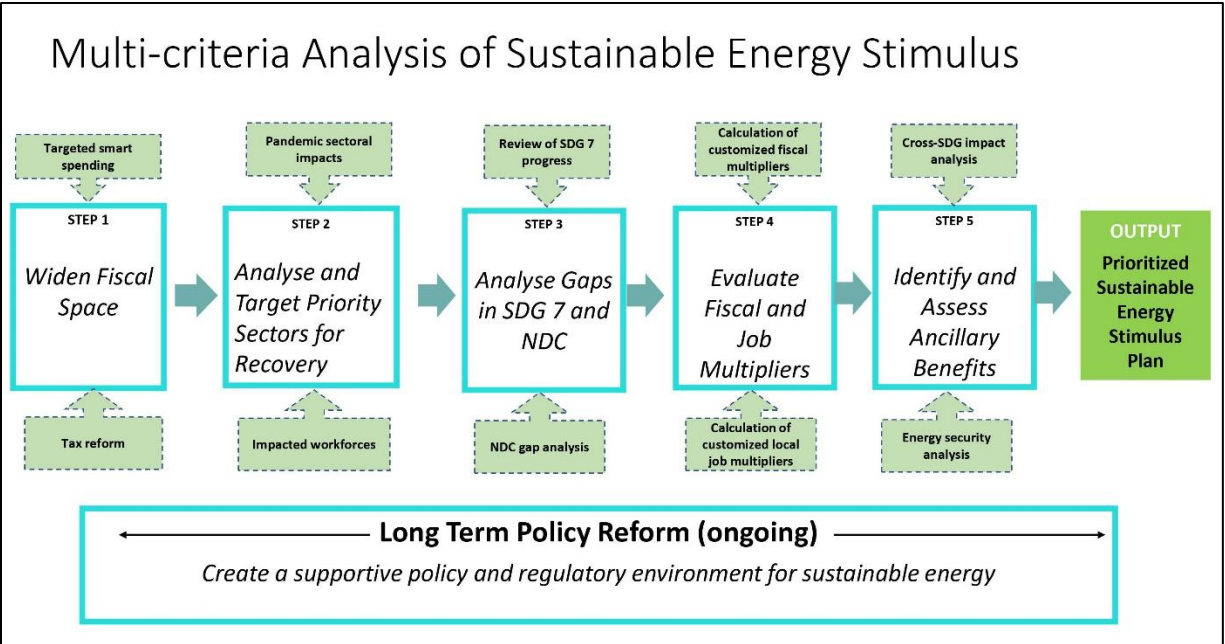 Multi-criteria Analysis of Sustainable Energy Stimulus
Targeted smart
spending
Pandemic sectoral
impacts
Review of SDG 7
progress
Calculation of
customized fiscal
multipliers
Cross-SDG impact
analysis
STEP 1
Widen Fiscal
Space
STEP 2
Analyse and
Target Priority
Sectors for
Recovery
STEP 3
Analyse Gaps
in SDG 7 and
NDC
STEP 4
Evaluate
Fiscal and
Job
Multipliers
STEP 5
Identify and
Assess
Ancillary
Benefits
OUTPUT
Prioritized
Sustainable
Energy
Stimulus
Plan
Tax reform
Impacted workforces
NDC gap analysis
Calculation of
customized local
job multipliers
Energy security
analysis
Long Term Policy Reform (ongoing)
Create a supportive policy and regulatory environment for sustainable energy